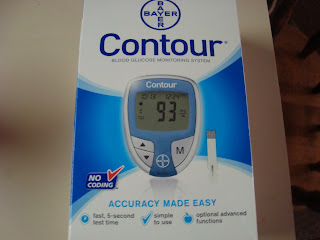 BAYER
BAYER
Contour®
BLOOD GLUCOSE MONITORING SYSTEM
Contour
93
M
NO
CODING
ACCURACY MADE EASY
fast, 5-second
test time
simple
to use
optional advanced
functions